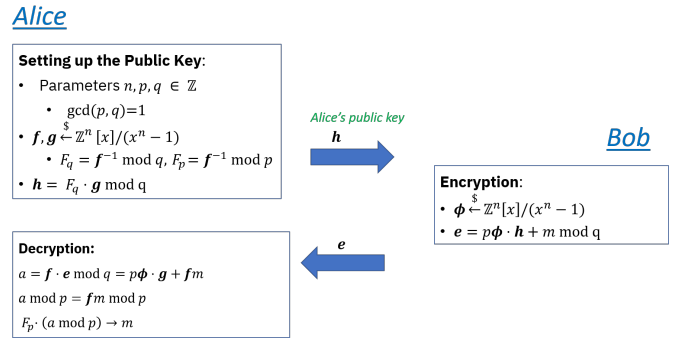 Alice
Setting up the Public Key:
• Parameters n, p, q ∈ ℤ
• gcd(p, q)=1
• f, g $← ℤⁿ [x]/(xⁿ − 1)
• F_q = f⁻¹ mod q, F_p = f⁻¹ mod p
• h = F_q · g mod q
Alice's public key
h
Bob
Encryption:
• ϕ $← ℤⁿ[x]/(xⁿ − 1)
• e = pϕ · h + m mod q
e
Decryption:
a = f · e mod q = pϕ · g + fm
a mod p = fm mod p
F_p· (a mod p) → m